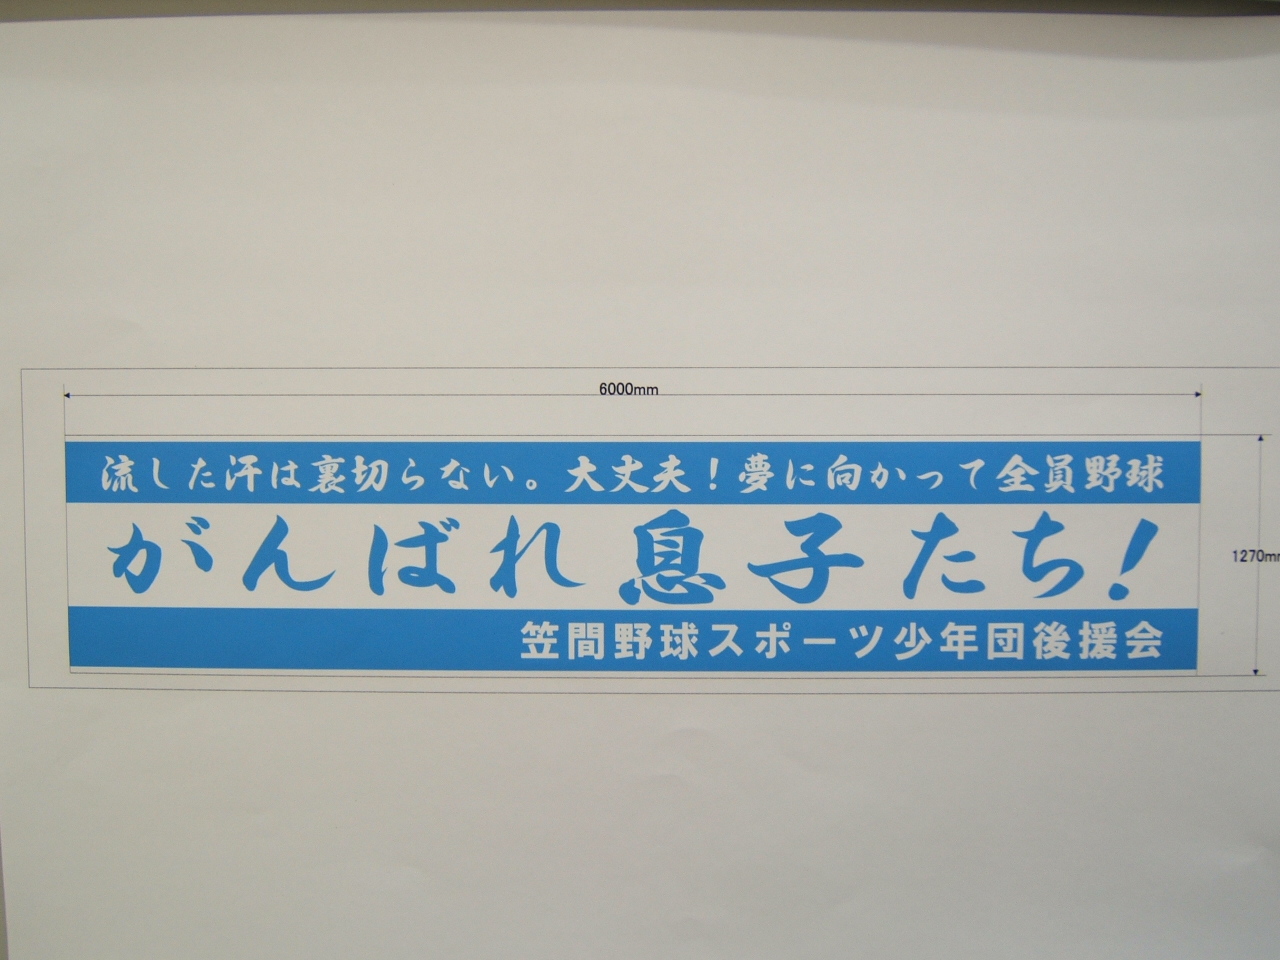 6000mm
流した汗は裏切らない。大丈夫！夢に向かって全員野球
がんばれ息子たち！
1270mm
笠間野球スポーツ少年団後援会